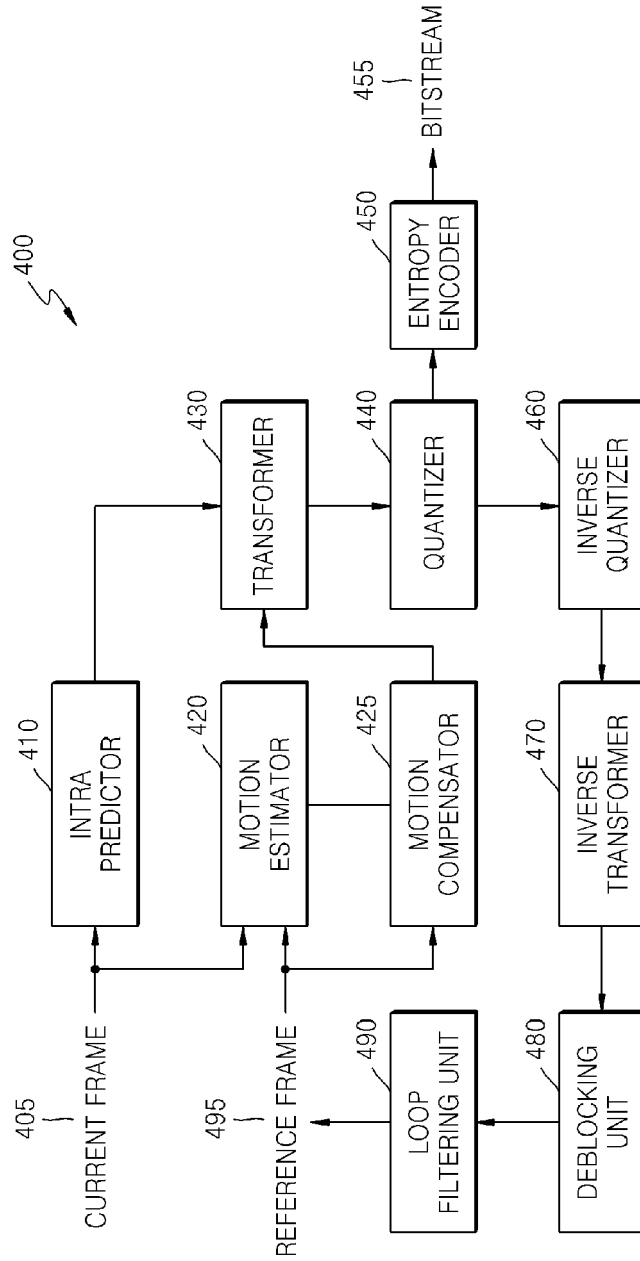 400
405
CURRENT FRAME
410
INTRA
PREDICTOR
495
REFERENCE FRAME
420
MOTION
ESTIMATOR
425
MOTION
COMPENSATOR
430
TRANSFORMER
440
QUANTIZER
450
ENTROPY
ENCODER
455
BITSTREAM
460
INVERSE
QUANTIZER
470
INVERSE
TRANSFORMER
480
DEBLOCKING
UNIT
490
LOOP
FILTERING UNIT